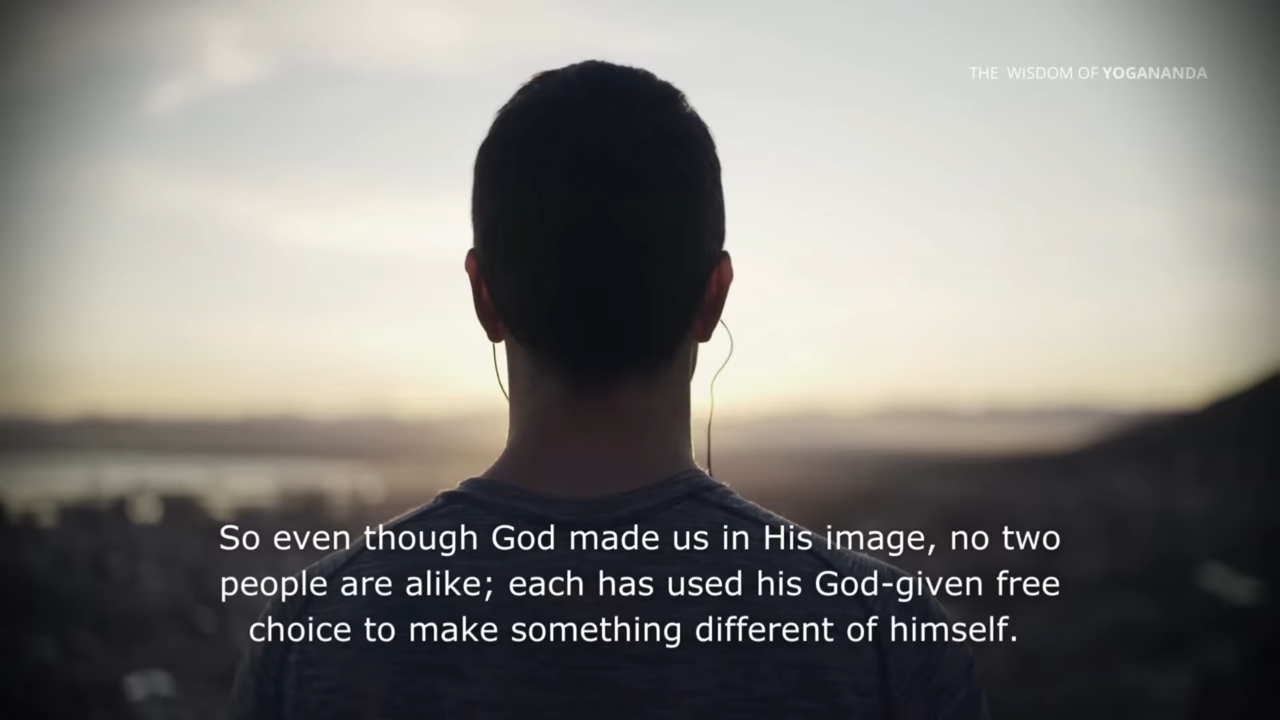 THE WISDOM OF YOGANANDA
So even though God made us in His image, no two
people are alike; each has used his God-given free
choice to make something different of himself.